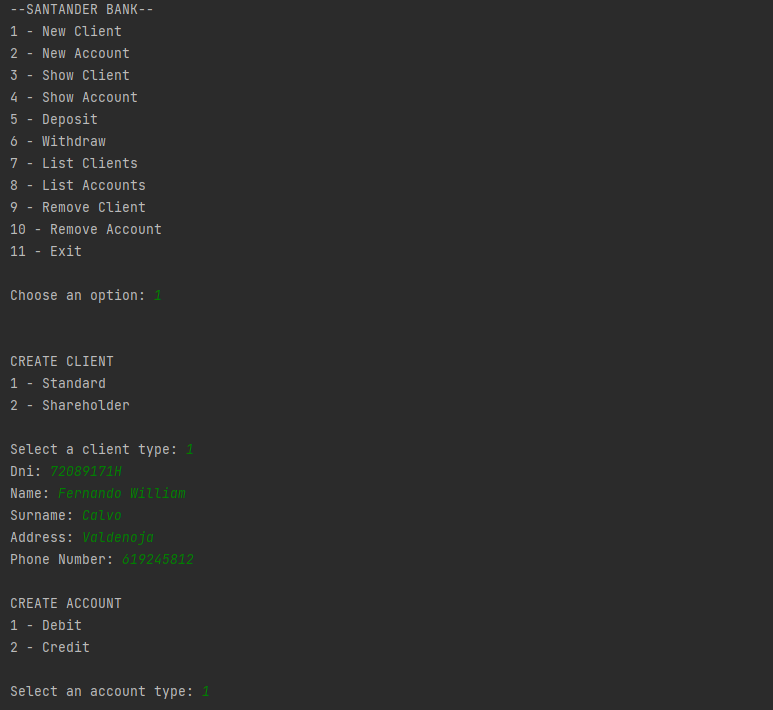 --SANTANDER BANK--
1 - New Client
2 - New Account
3 - Show Client
4 - Show Account
5 - Deposit
6 - Withdraw
7 - List Clients
8 - List Accounts
9 - Remove Client
10 - Remove Account
11 - Exit
Choose an option: 1
CREATE CLIENT
1 - Standard
2 - Shareholder
Select a client type: 1
Dni: 72089171H
Name: Fernando William
Surname: Calvo
Address: Valdenoja
Phone Number: 619245812
CREATE ACCOUNT
1 - Debit
2 - Credit
Select an account type: 1